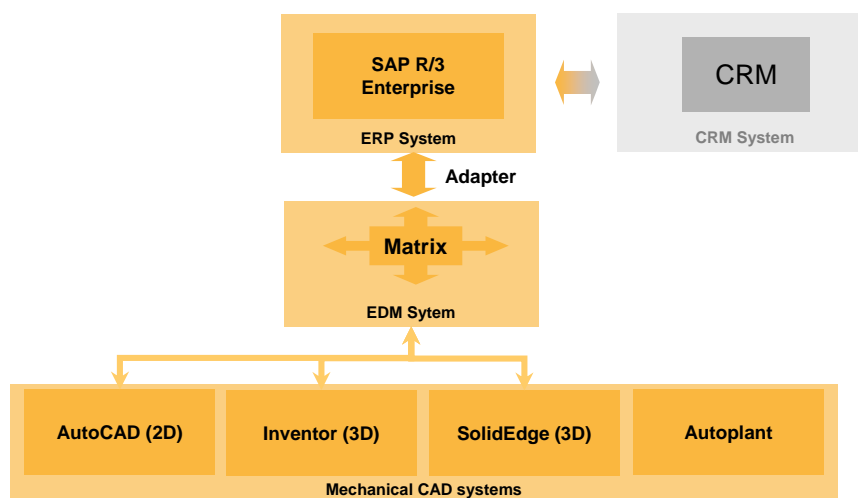 SAP R/3
Enterprise
ERP System
CRM
CRM System
Adapter
Matrix
EDM Sytem
AutoCAD (2D)
Inventor (3D)
SolidEdge (3D)
Autoplant
Mechanical CAD systems